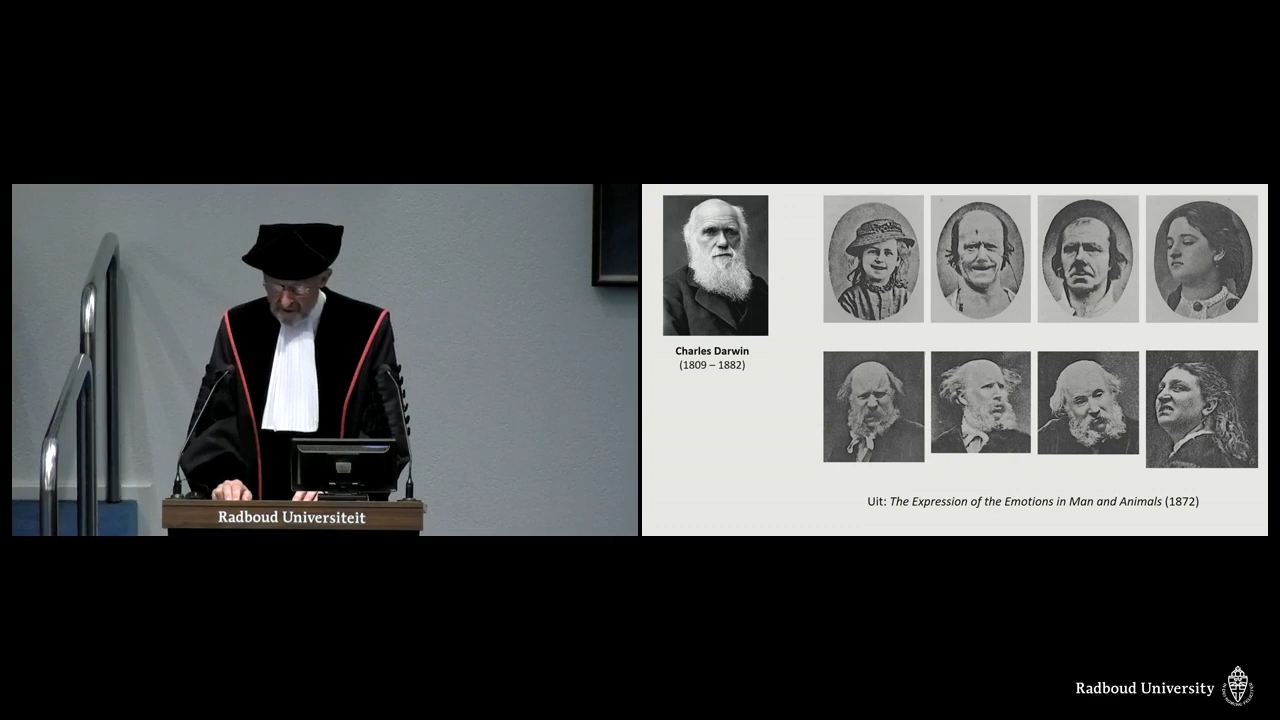 Radboud Universiteit
Charles Darwin
(1809 – 1882)
Uit: The Expression of the Emotions in Man and Animals (1872)
Radboud University